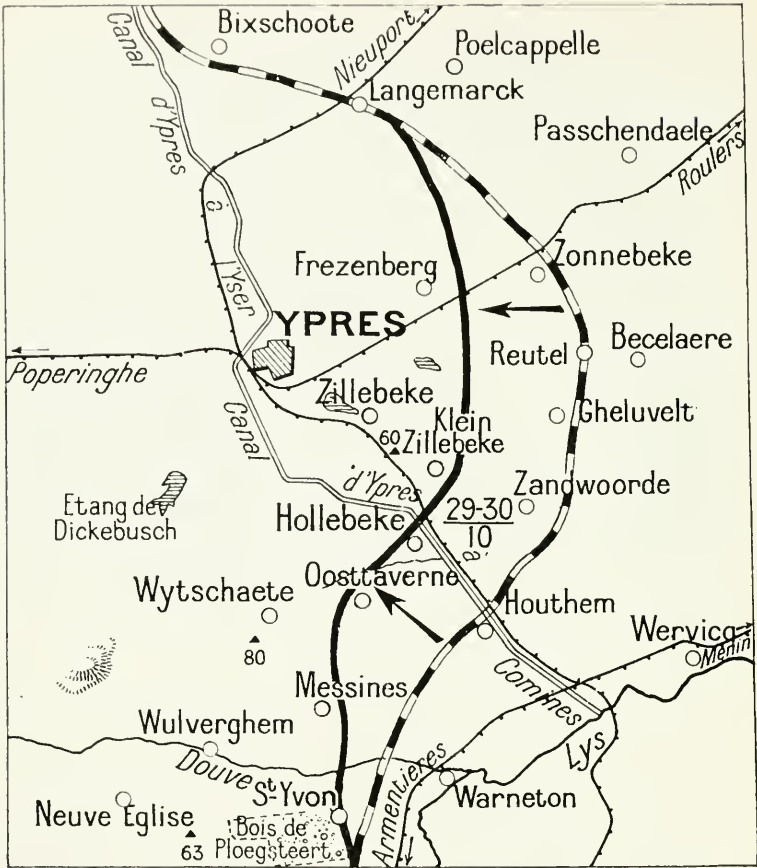 Bixschoote
Canal d'Ypres à l'Yser
Nieuport
Poelcappelle
Langemarck
Passchendaele
Roulers
Zonnebeke
Frezenberg
YPRES
Reutel
Becelaere
Poperinghe
Zillebeke
Gheluvelt
Klein
Zillebeke
60
Canal d'Ypres à Comines
Zandwoorde
Etang de
Dickebusch
29-30
10
Hollebeke
Oosttaverne
Wytschaete
Houthem
80
Wervicq
Menin
Messines
Wulverghem
Lys
Douve
Armentières
Warneton
St Yvon
Neuve Eglise
63
Bois de
Ploegsteert